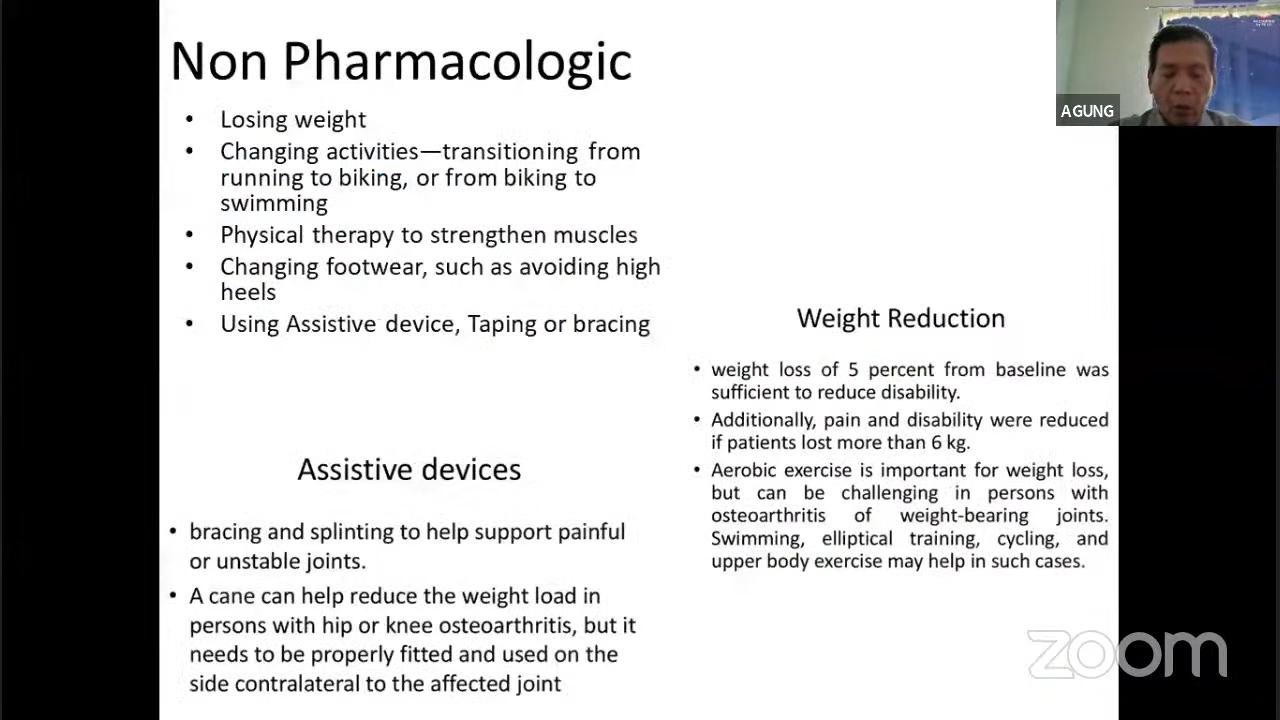 Non Pharmacologic
• Losing weight
• Changing activities—transitioning from
running to biking, or from biking to
swimming
• Physical therapy to strengthen muscles
• Changing footwear, such as avoiding high
heels
• Using Assistive device, Taping or bracing
Assistive devices
• bracing and splinting to help support painful
or unstable joints.
• A cane can help reduce the weight load in
persons with hip or knee osteoarthritis, but it
needs to be properly fitted and used on the
side contralateral to the affected joint
Weight Reduction
• weight loss of 5 percent from baseline was
sufficient to reduce disability.
• Additionally, pain and disability were reduced
if patients lost more than 6 kg.
• Aerobic exercise is important for weight loss,
but can be challenging in persons with
osteoarthritis of weight-bearing joints.
Swimming, elliptical training, cycling, and
upper body exercise may help in such cases.
AGUNG
zoom